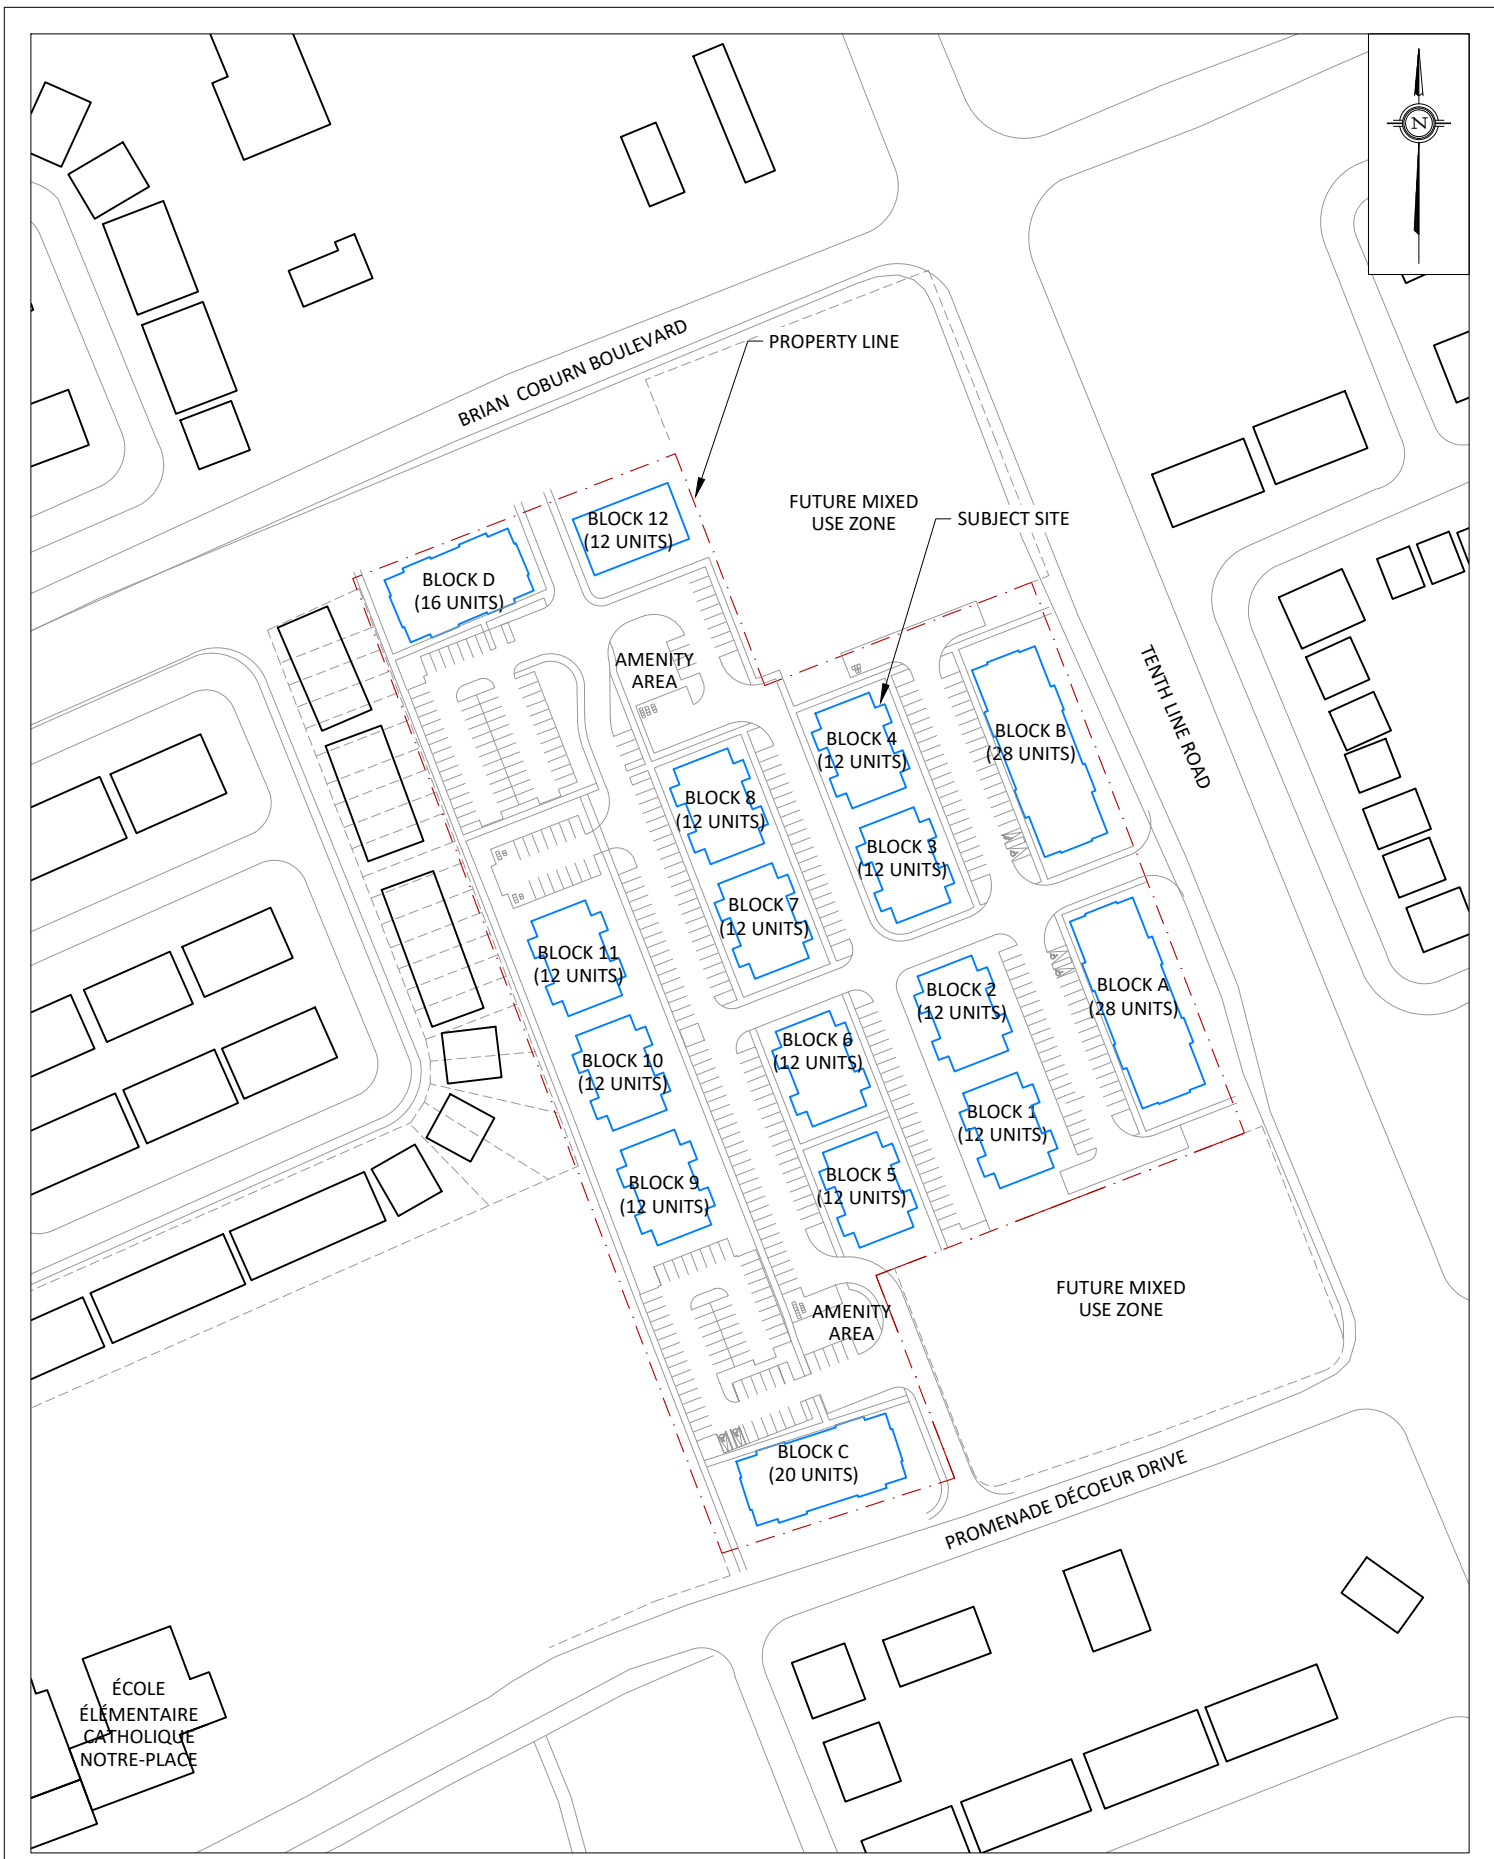 N
BRIAN COBURN BOULEVARD
PROPERTY LINE
FUTURE MIXED
USE ZONE
SUBJECT SITE
BLOCK 12
(12 UNITS)
BLOCK D
(16 UNITS)
AMENITY
AREA
TENTH LINE ROAD
BLOCK B
(28 UNITS)
BLOCK 4
(12 UNITS)
BLOCK 8
(12 UNITS)
BLOCK 3
(12 UNITS)
BLOCK 7
(12 UNITS)
BLOCK 11
(12 UNITS)
BLOCK 2
(12 UNITS)
BLOCK A
(28 UNITS)
BLOCK 6
(12 UNITS)
BLOCK 10
(12 UNITS)
BLOCK 1
(12 UNITS)
BLOCK 5
(12 UNITS)
BLOCK 9
(12 UNITS)
FUTURE MIXED
USE ZONE
AMENITY
AREA
BLOCK C
(20 UNITS)
PROMENADE DÉCOEUR DRIVE
ÉCOLE
ÉLÉMENTAIRE
CATHOLIQUE
NOTRE-PLACE